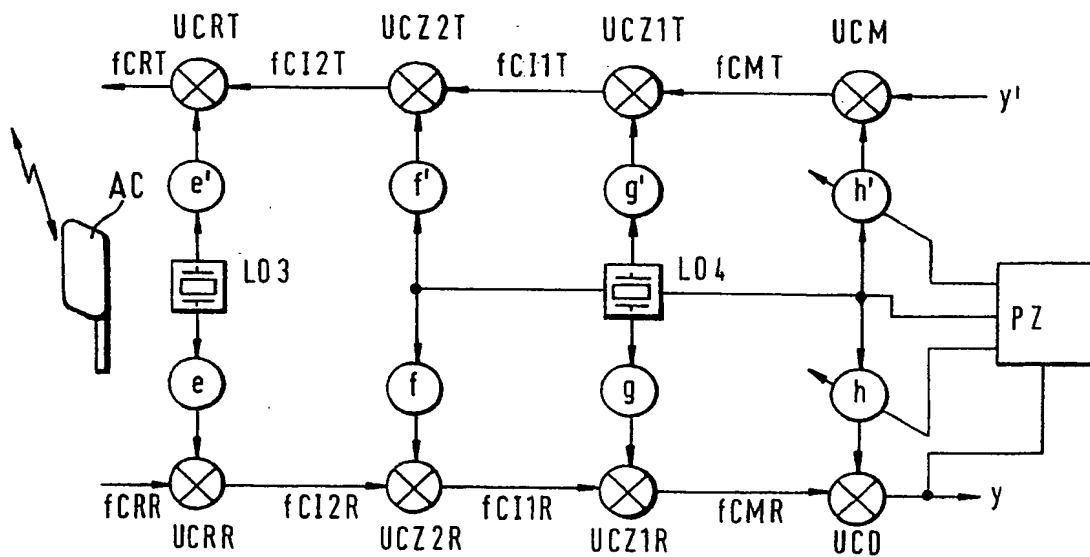 UCRT UCZ2T UCZ1T UCM
fCRT fCI2T fCI1T fCMT y'
AC e' f' g' h'
LO3 LO4 PZ
e f g h
fCRR fCI2R fCI1R fCMR y
UCRR UCZ2R UCZ1R UCD